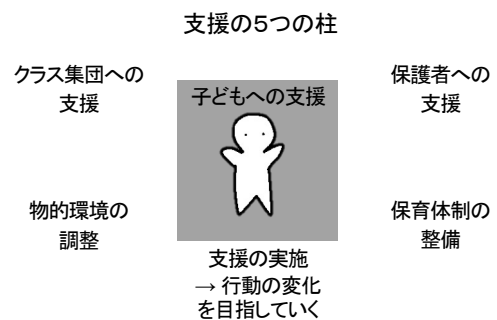 支援の5つの柱
クラス集団への
支援
保護者への
支援
子どもへの支援
物的環境の
調整
保育体制の
整備
支援の実施
→ 行動の変化
を目指していく